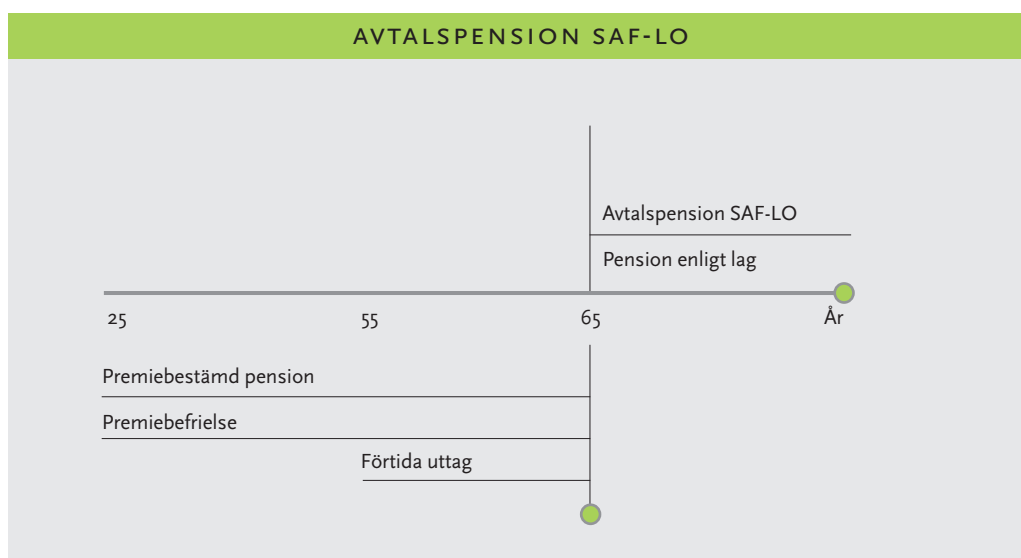 AVTALSPENSION SAF-LO
Avtalspension SAF-LO
Pension enligt lag
25 55 65 År
Premiebestämd pension
Premiebefrielse
Förtida uttag